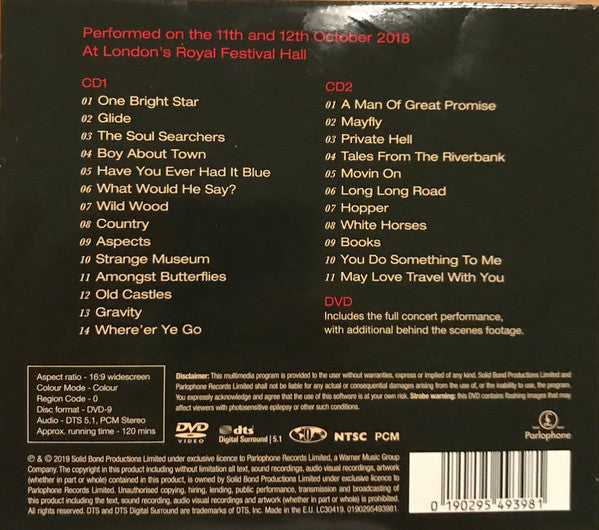 Performed on the 11th and 12th October 2018
At London's Royal Festival Hall
CD1
01 One Bright Star
02 Glide
03 The Soul Searchers
04 Boy About Town
05 Have You Ever Had It Blue
06 What Would He Say?
07 Wild Wood
08 Country
09 Aspects
10 Strange Museum
11 Amongst Butterflies
12 Old Castles
13 Gravity
14 Where'er Ye Go
CD2
01 A Man Of Great Promise
02 Mayfly
03 Private Hell
04 Tales From The Riverbank
05 Movin On
06 Long Long Road
07 Hopper
08 White Horses
09 Books
10 You Do Something To Me
11 May Love Travel With You
DVD
Includes the full concert performance,
with additional behind the scenes footage.
Aspect ratio - 16:9 widescreen
Colour Mode - Colour
Region Code - 0
Disc format - DVD-9
Audio - DTS 5.1, PCM Stereo
Approx. running time - 120 mins
Disclaimer: This multimedia program is provided to the user without warranties, express or implied of any kind. Solid Bond Productions Limited and
Parlophone Records Limited shall not be liable for any actual or consequential damages arising from the use of, or the inability to use, the program.
You expressly acknowledge and agree that the use of this software is at your own risk. Strobe warning: this DVD contains flashing images that may
affect viewers with photosensitive epilepsy or other such conditions.
DVD
VIDEO
dts
Digital Surround | 5.1
0
NTSC
PCM
Parlophone
℗ & © 2019 Solid Bond Productions Limited under exclusive licence to Parlophone Records Limited, a Warner Music Group
Company. The copyright in this product including without limitation all text, sound recordings, audio visual recordings, artwork
(whether in part or whole) contained in this product, is owned by Solid Bond Productions Limited under exclusive licence to
Parlophone Records Limited. Unauthorised copying, hiring, lending, public performance, transmission and broadcasting of
this product including the text, sound recording, audio visual recordings and artwork (whether in part or whole) is prohibited.
All Rights Reserved. DTS and DTS Digital Surround are trademarks of DTS, Inc. Made in the E.U. LC30419. 0190295493981.
0 190295 493981